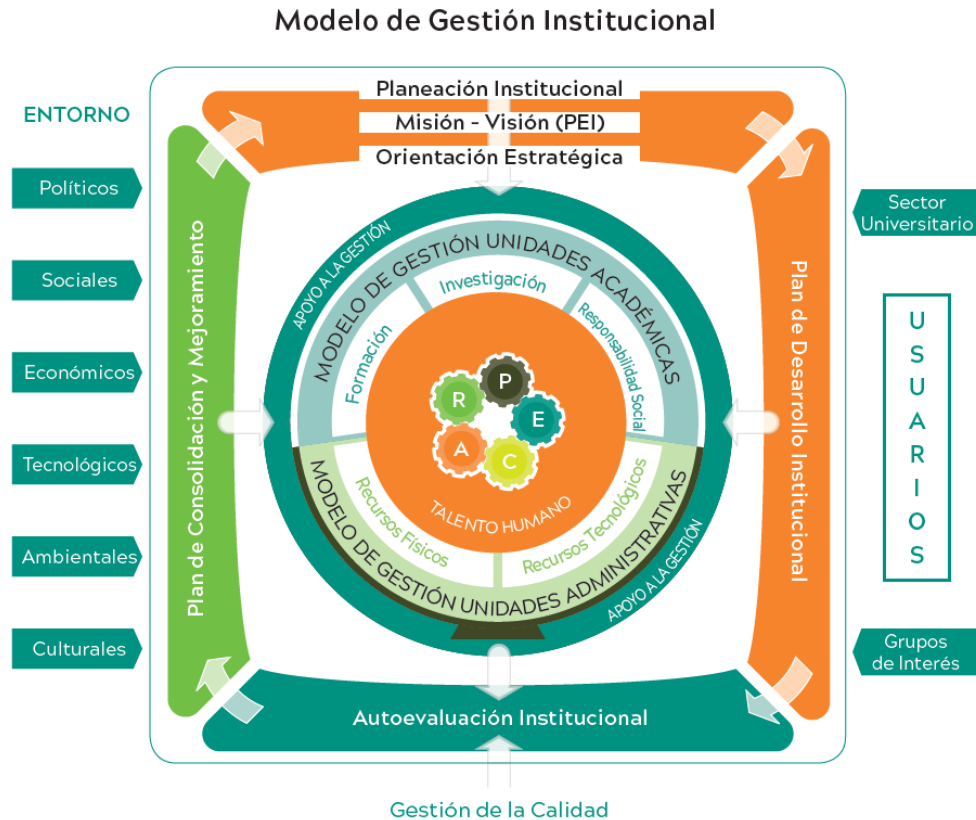 Modelo de Gestión Institucional
ENTORNO
Políticos
Sociales
Económicos
Tecnológicos
Ambientales
Culturales
Plan de Consolidación y Mejoramiento
Planeación Institucional
Misión - Visión (PEI)
Orientación Estratégica
APOYO A LA GESTIÓN
MODELO DE GESTIÓN UNIDADES ACADÉMICAS
Formación
Investigación
Responsabilidad Social
P
R
E
A
C
TALENTO HUMANO
Recursos Físicos
Recursos Tecnológicos
MODELO DE GESTIÓN UNIDADES ADMINISTRATIVAS
APOYO A LA GESTIÓN
Autoevaluación Institucional
Plan de Desarrollo Institucional
Sector
Universitario
USUARIOS
Grupos
de Interés
Gestión de la Calidad